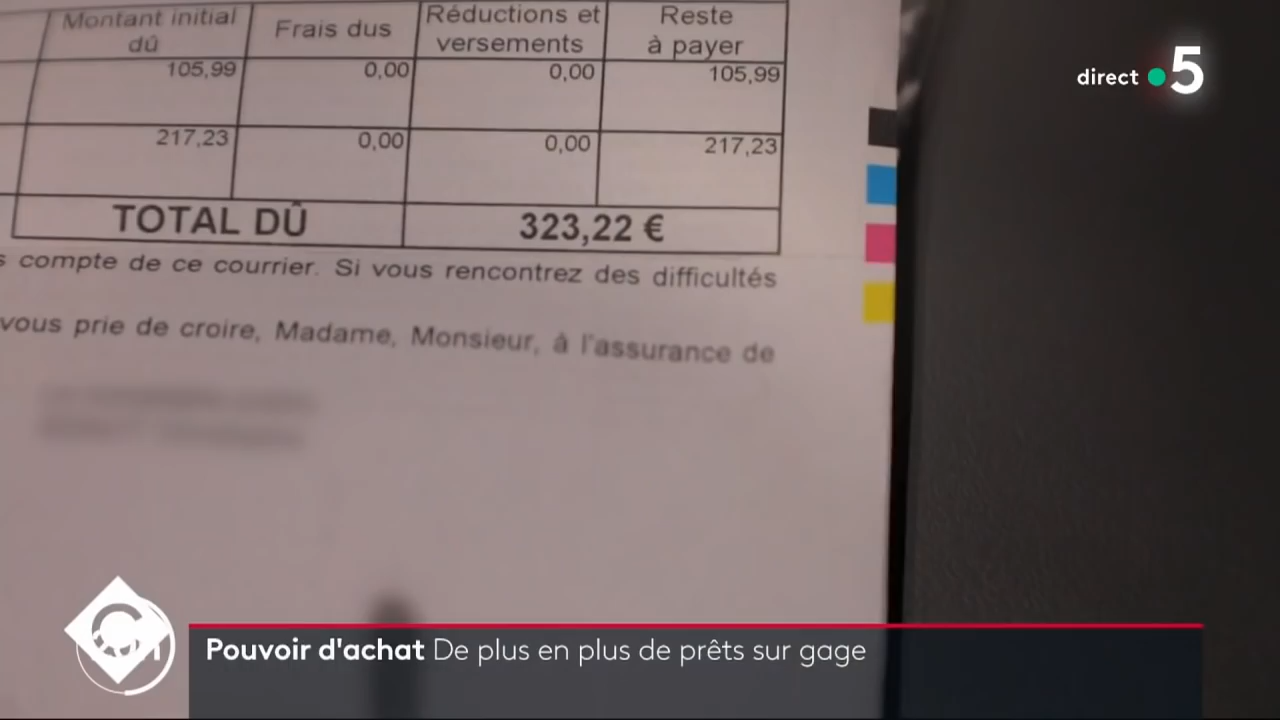 Montant initial
dû
Frais dus
Réductions et
versements
Reste
à payer
105,99 0,00 0,00 105,99
217,23 0,00 0,00 217,23
TOTAL DÛ 323,22 €
s compte de ce courrier. Si vous rencontrez des difficultés
vous prie de croire, Madame, Monsieur, à l'assurance de
direct 5
C
Pouvoir d'achat De plus en plus de prêts sur gage